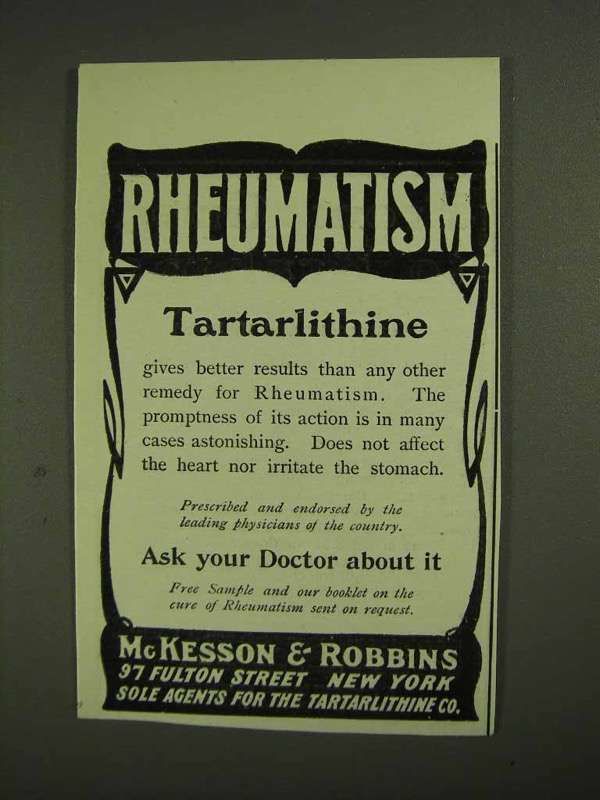 RHEUMATISM
Tartarlithine
gives better results than any other
remedy for Rheumatism. The
promptness of its action is in many
cases astonishing. Does not affect
the heart nor irritate the stomach.
Prescribed and endorsed by the
leading physicians of the country.
Ask your Doctor about it
Free Sample and our booklet on the
cure of Rheumatism sent on request.
McKESSON & ROBBINS
97 FULTON STREET NEW YORK
SOLE AGENTS FOR THE TARTARLITHINE CO.